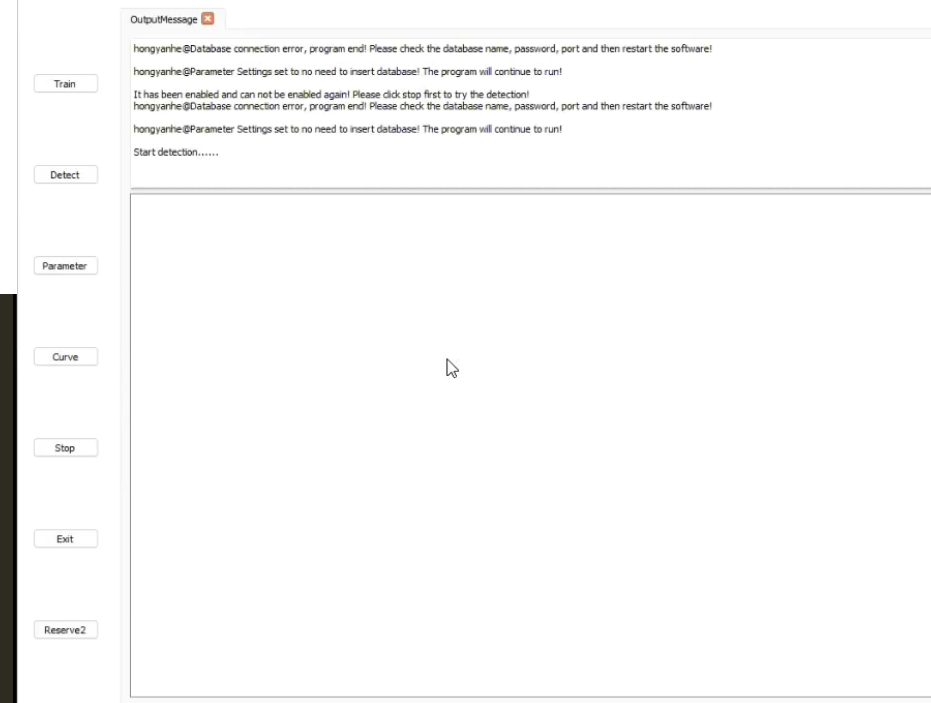 OutputMessage
hongyanhe@Database connection error, program end! Please check the database name, password, port and then restart the software!
hongyanhe@Parameter Settings set to no need to insert database! The program will continue to run!
It has been enabled and can not be enabled again! Please click stop first to try the detection!
hongyanhe@Database connection error, program end! Please check the database name, password, port and then restart the software!
hongyanhe@Parameter Settings set to no need to insert database! The program will continue to run!
Start detection......
Train
Detect
Parameter
Curve
Stop
Exit
Reserve2